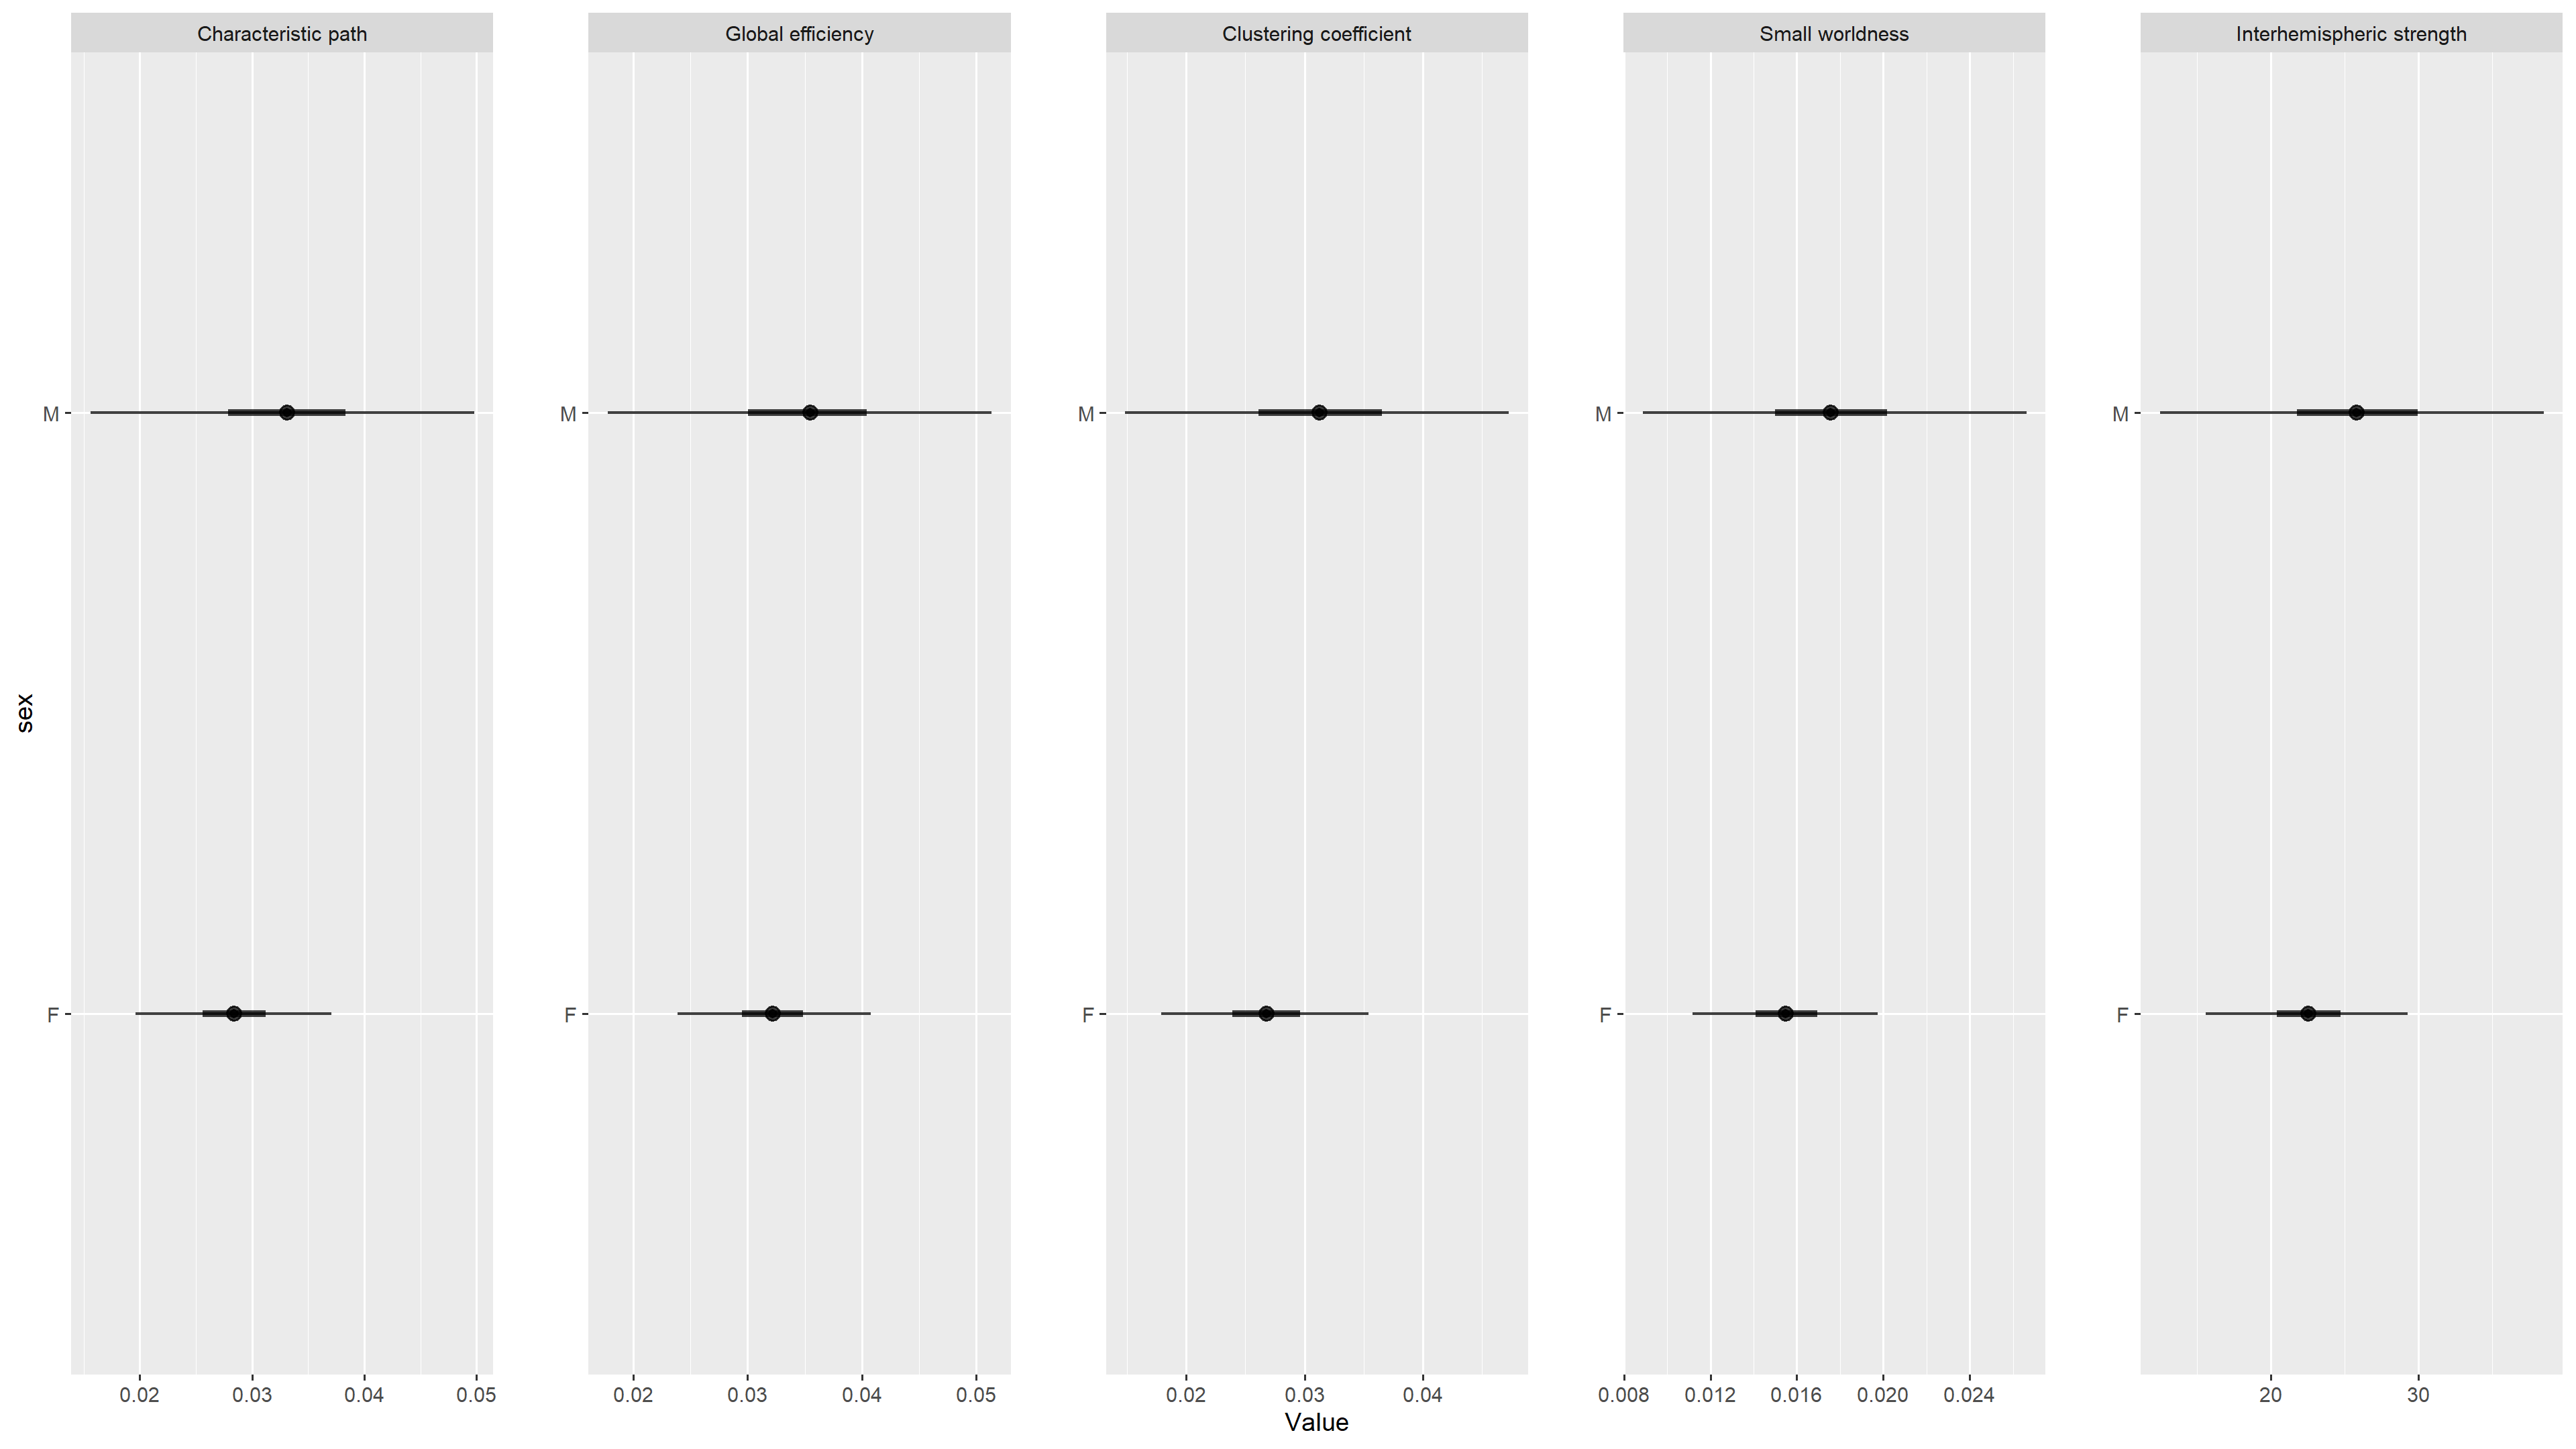 Characteristic path
Global efficiency
Clustering coefficient
Small worldness
Interhemispheric strength
sex
M
M
M
M
M
F
F
F
F
F
0.02 0.03 0.04 0.05
0.02 0.03 0.04 0.05
0.02 0.03 0.04
0.008 0.012 0.016 0.020 0.024
20 30
Value